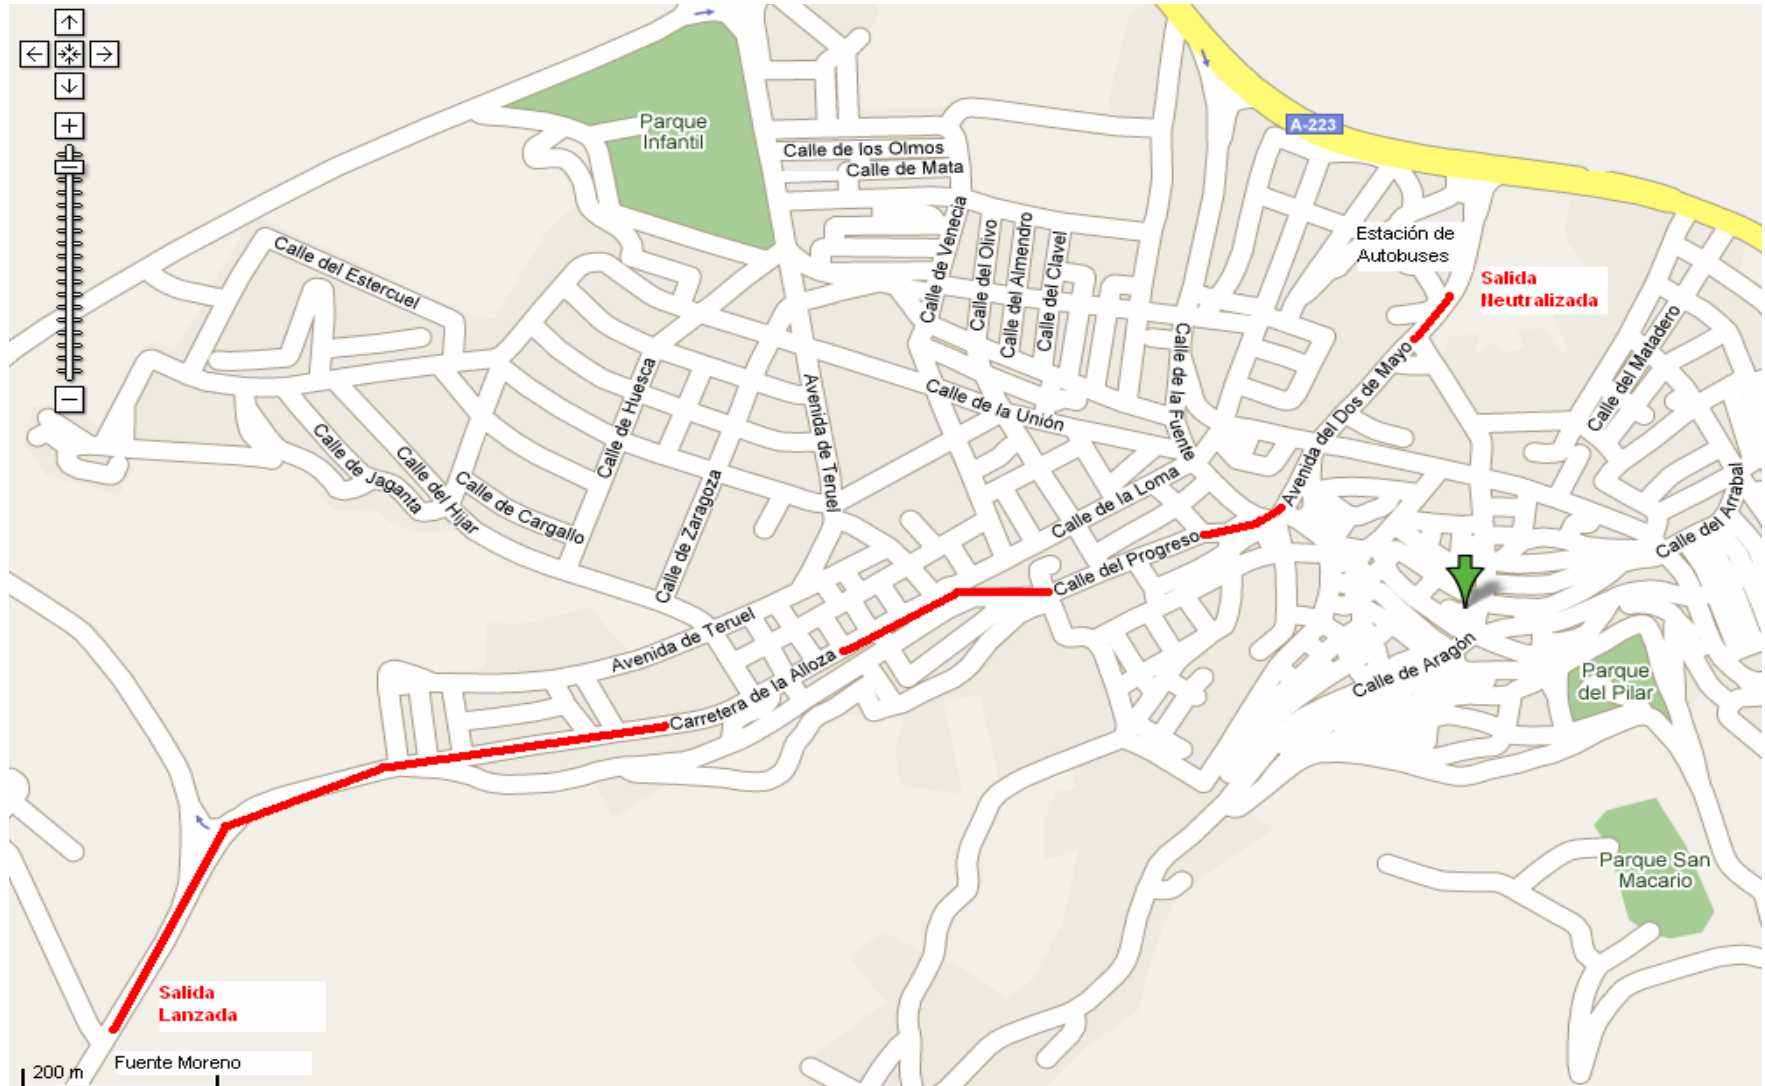 Parque
Infantil
Calle de los Olmos
Calle de Mata
A-223
Calle de Venecia
Calle del Olivo
Calle del Almendro
Calle del Clavel
Estación de
Autobuses
Salida
Neutralizada
Calle del Estercuel
Calle de Huesca
Avenida de Teruel
Calle de la Unión
Calle de la Fuente
Avenida del Dos de Mayo
Calle del Matadero
Calle de Jaganta
Calle del Hijar
Calle de Cargallo
Calle de Zaragoza
Calle de la Loma
Calle del Progreso
Calle del Arrabal
Avenida de Teruel
Carretera de la Alloza
Calle de Aragón
Parque
del Pilar
Parque San
Macario
Salida
Lanzada
Fuente Moreno
200 m